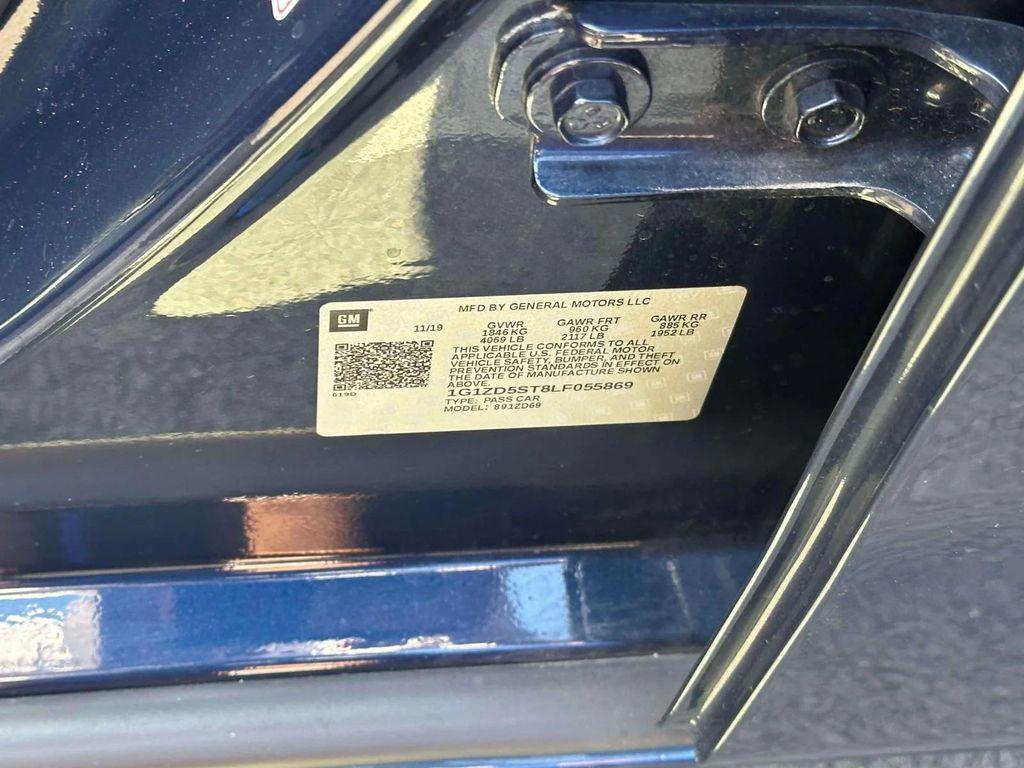 GM
MFD BY GENERAL MOTORS LLC
11/19 GVWR GAWR FRT GAWR RR
1846 KG 960 KG 885 KG
4069 LB 2117 LB 1952 LB
THIS VEHICLE CONFORMS TO ALL
APPLICABLE U.S. FEDERAL MOTOR
VEHICLE SAFETY, BUMPER, AND THEFT
PREVENTION STANDARDS IN EFFECT ON
THE DATE OF MANUFACTURE SHOWN
ABOVE.
619D
1G1ZD5ST8LF055869
TYPE: PASS CAR
MODEL: 891ZD69